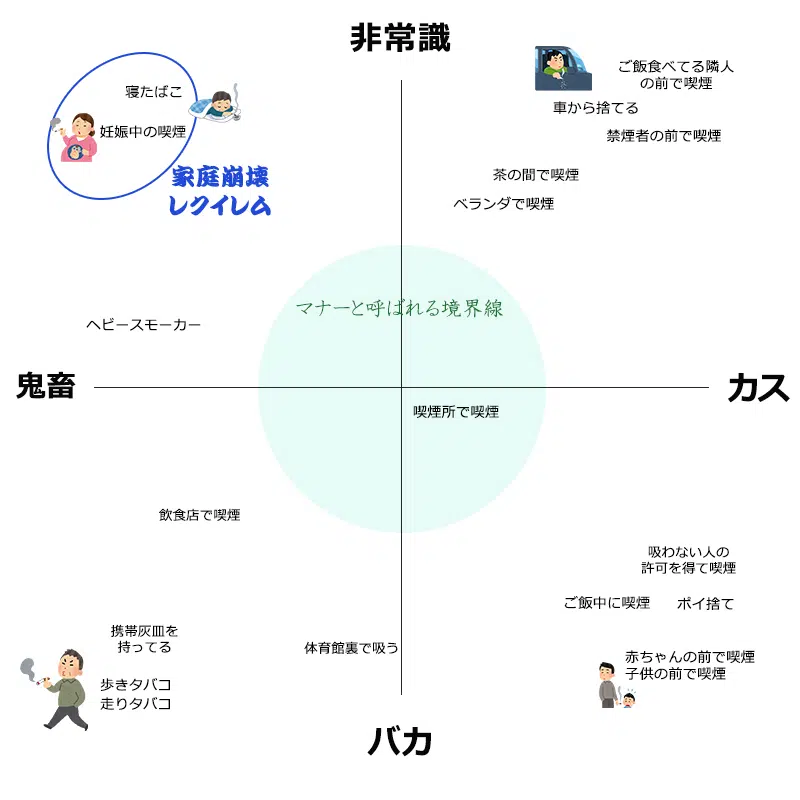 非常識
寝たばこ
妊娠中の喫煙
家庭崩壊
レクイレム
ご飯食べてる隣人
の前で喫煙
車から捨てる
禁煙者の前で喫煙
茶の間で喫煙
ベランダで喫煙
マナーと呼ばれる境界線
ヘビースモーカー
鬼畜
カス
喫煙所で喫煙
飲食店で喫煙
吸わない人の
許可を得て喫煙
ご飯中に喫煙
ポイ捨て
携帯灰皿を
持ってる
歩きタバコ
走りタバコ
体育館裏で吸う
赤ちゃんの前で喫煙
子供の前で喫煙
バカ